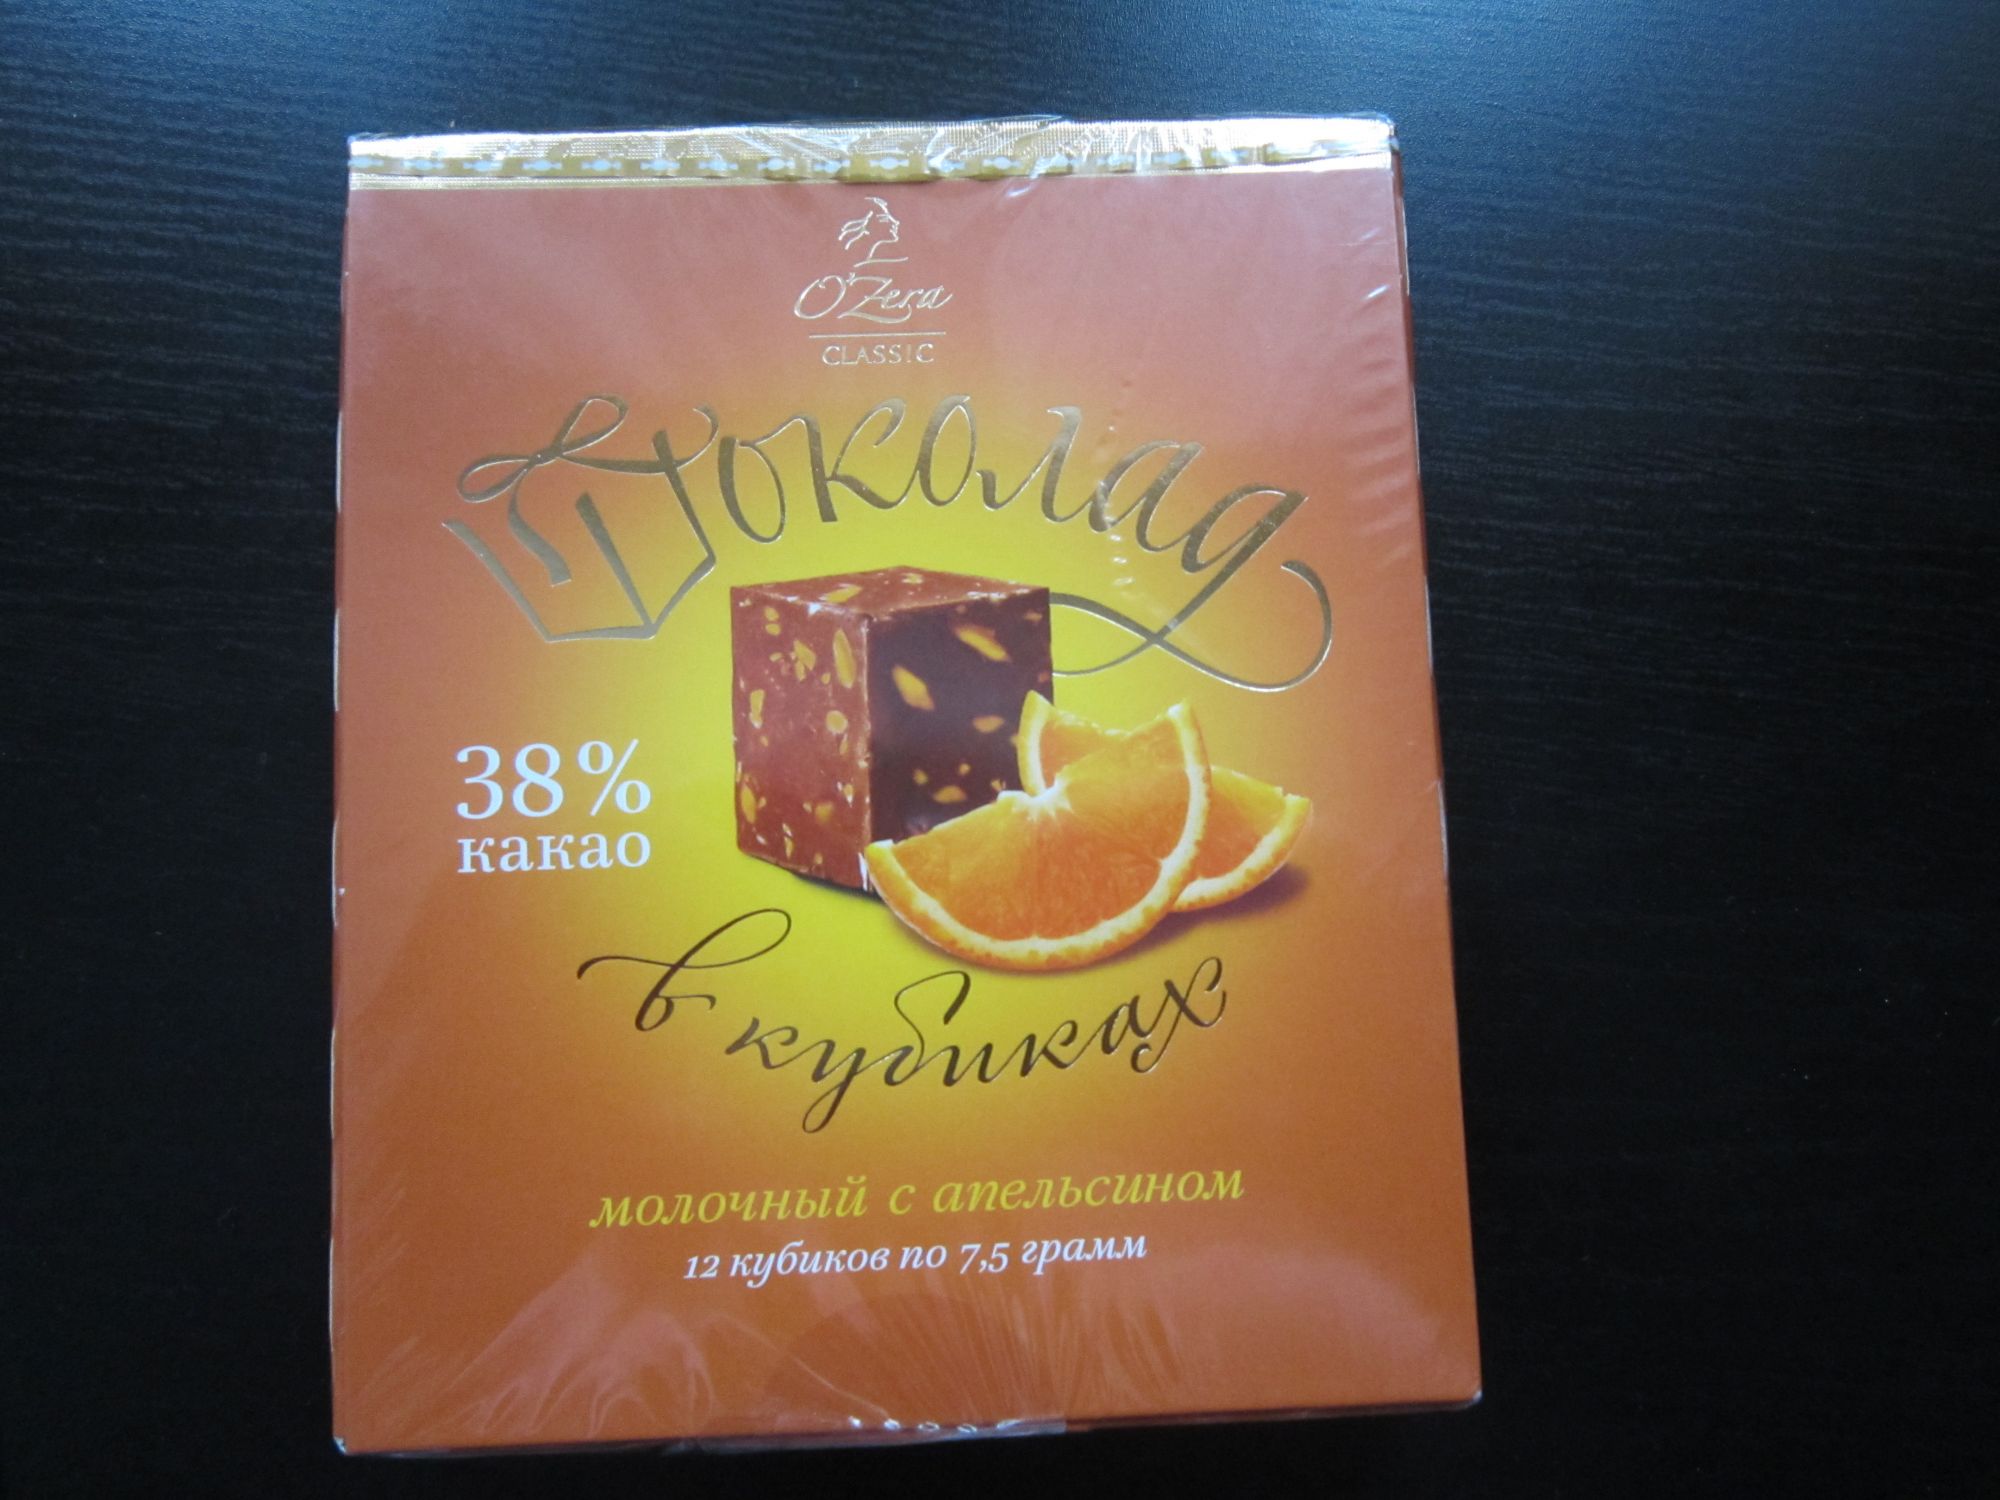 O'Zera
CLASSIC
Шоколад
38%
какао
в кубиках
молочный с апельсином
12 кубиков по 7,5 грамм